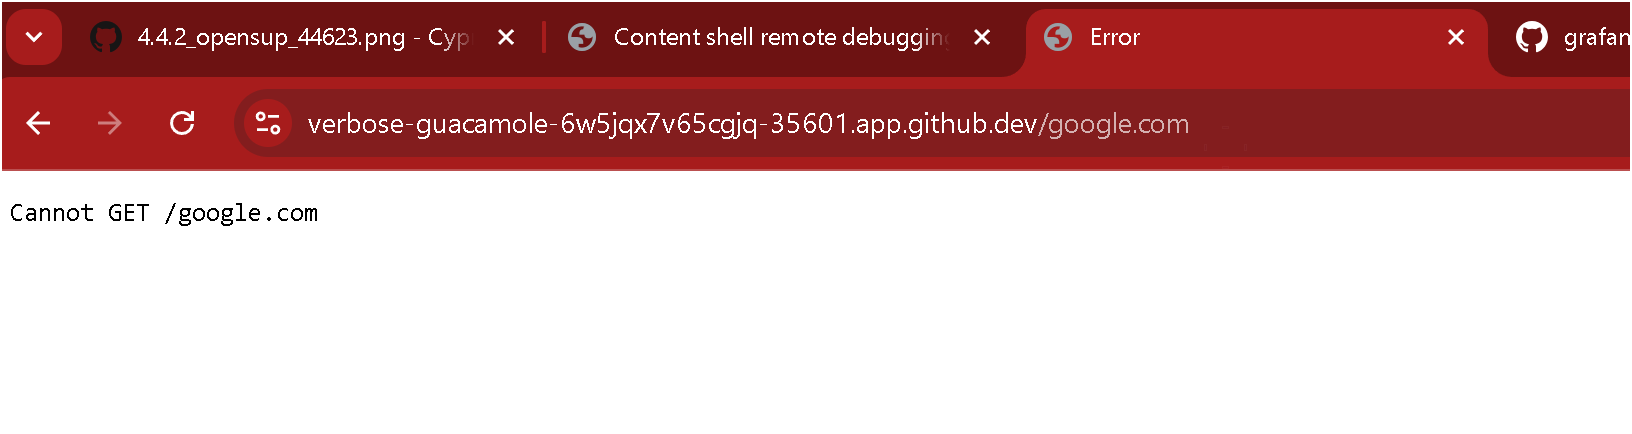 4.4.2_opensup_44623.png - Cyp
Content shell remote debugging
Error
grafan
verbose-guacamole-6w5jqx7v65cgjq-35601.app.github.dev/google.com
Cannot GET /google.com